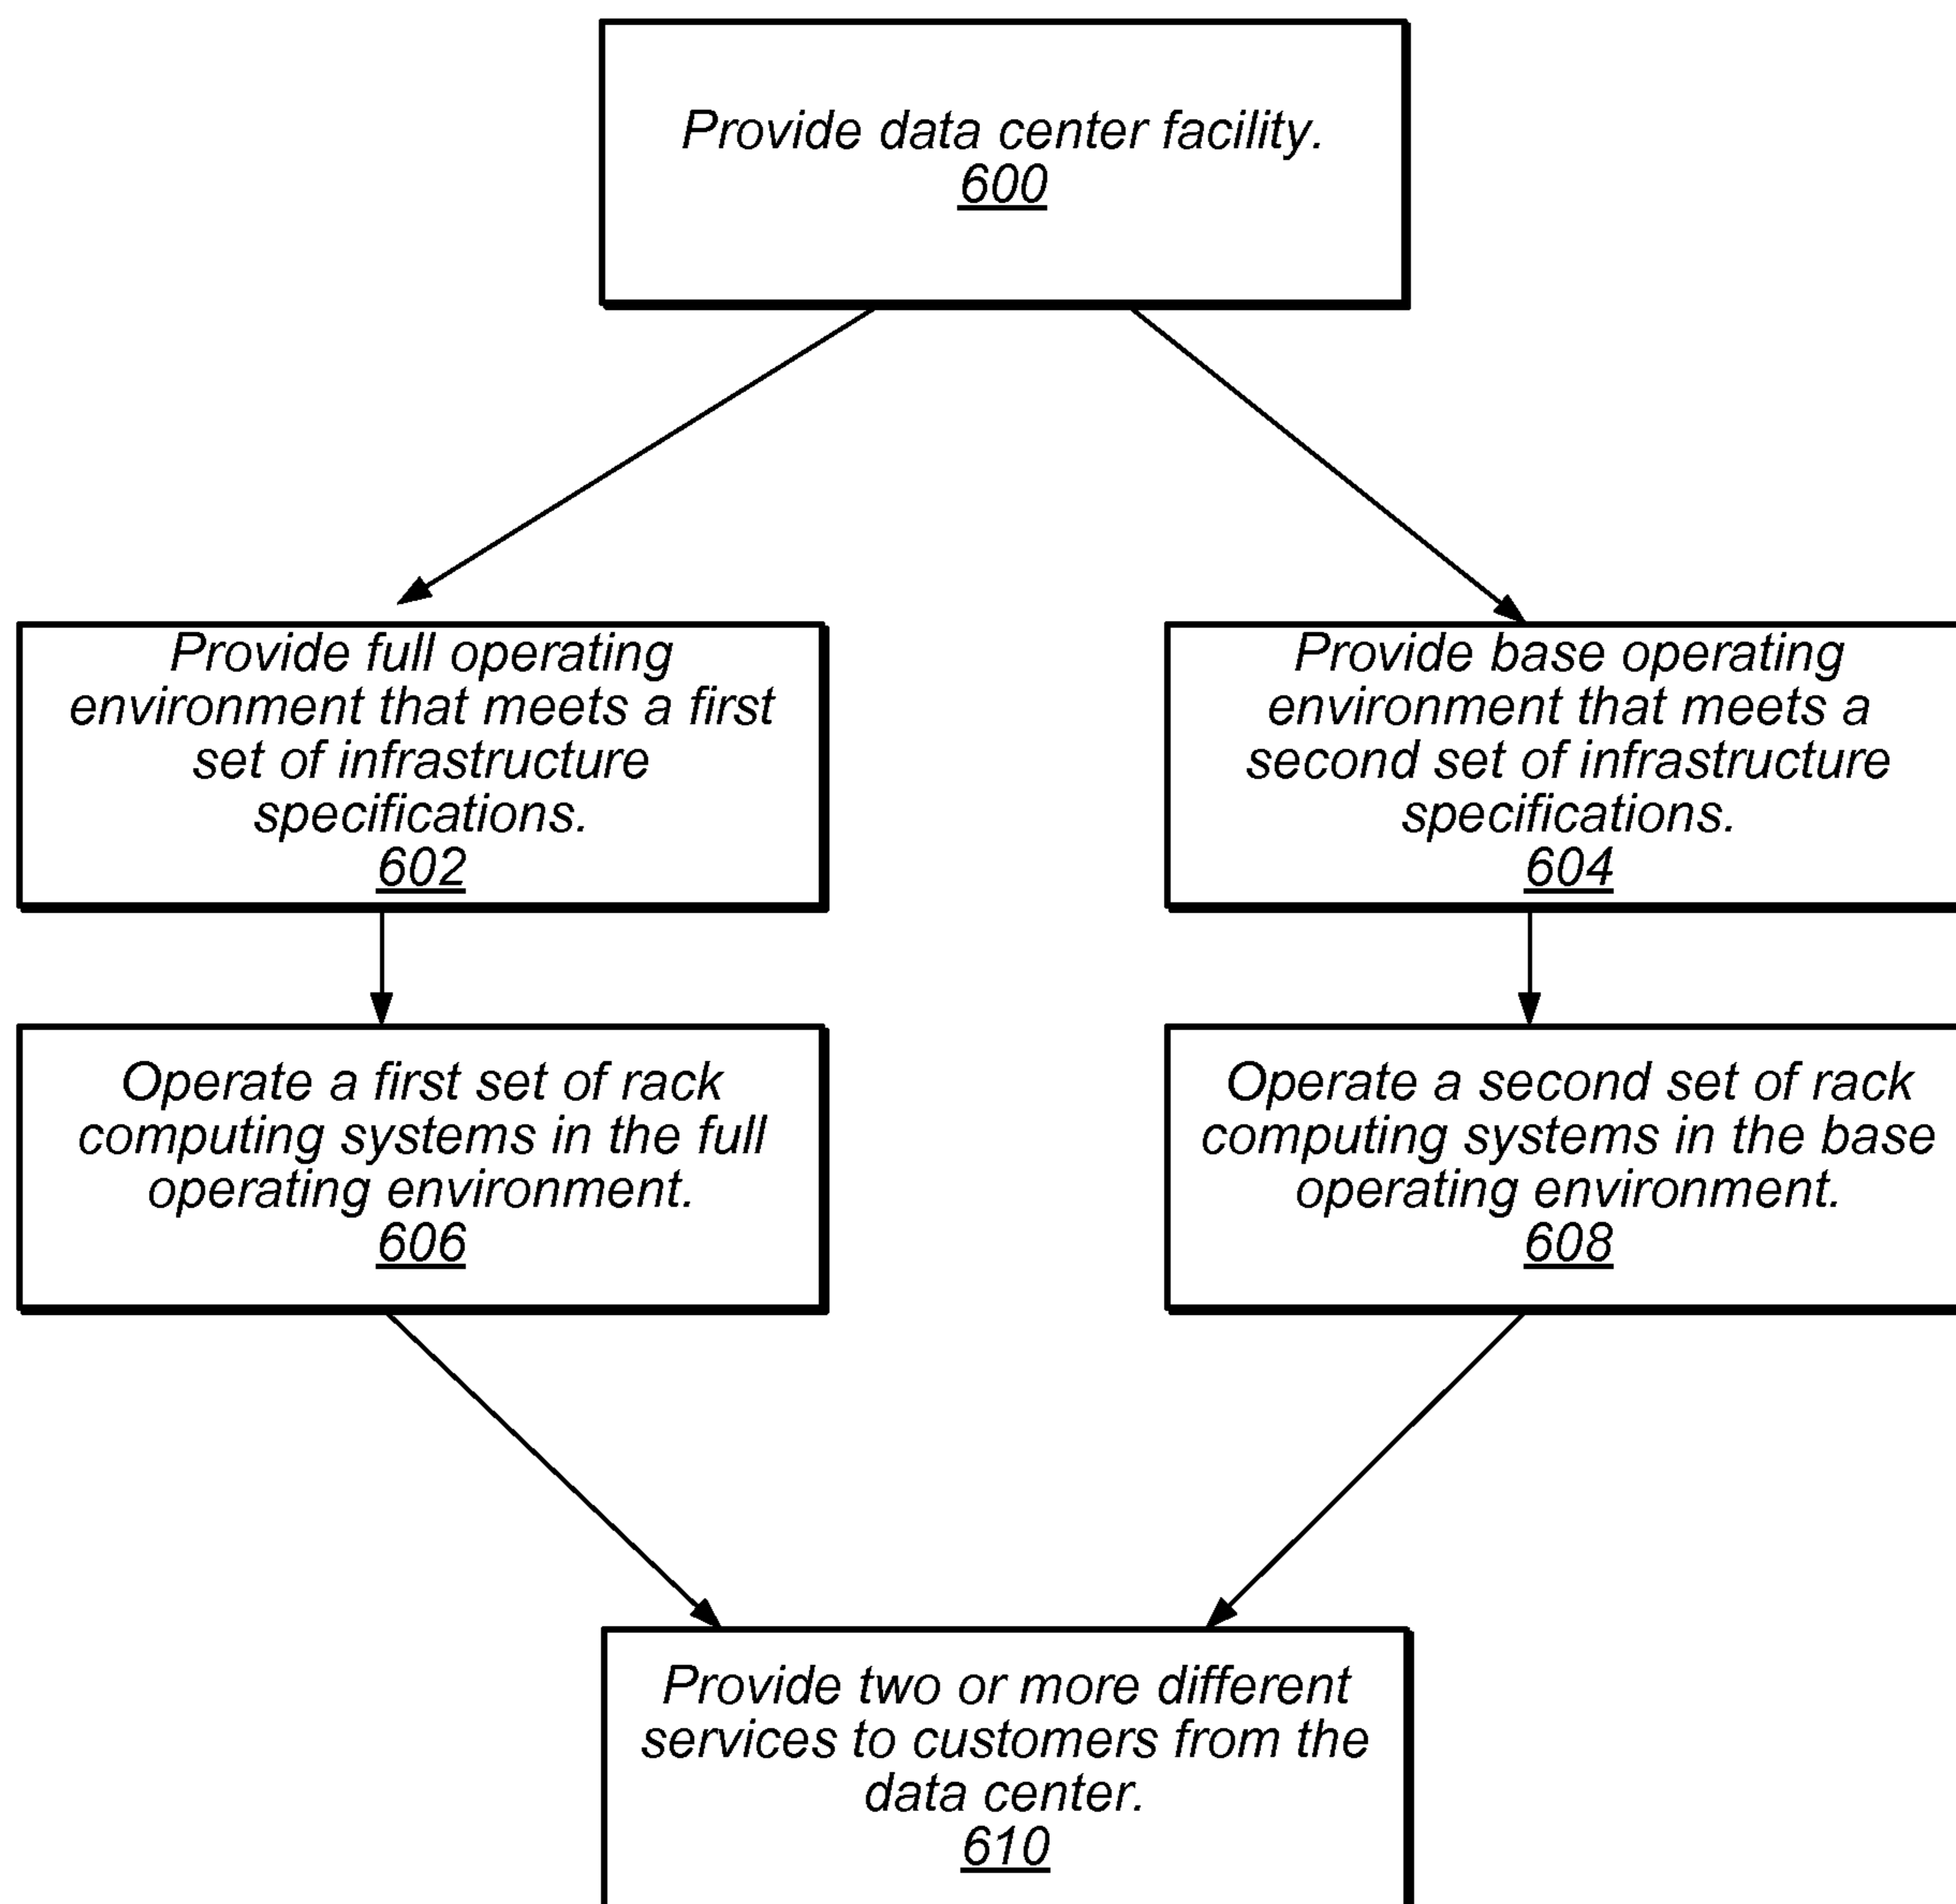 Provide data center facility.
600
Provide full operating
environment that meets a first
set of infrastructure
specifications.
602
Provide base operating
environment that meets a
second set of infrastructure
specifications.
604
Operate a first set of rack
computing systems in the full
operating environment.
606
Operate a second set of rack
computing systems in the base
operating environment.
608
Provide two or more different
services to customers from the
data center.
610